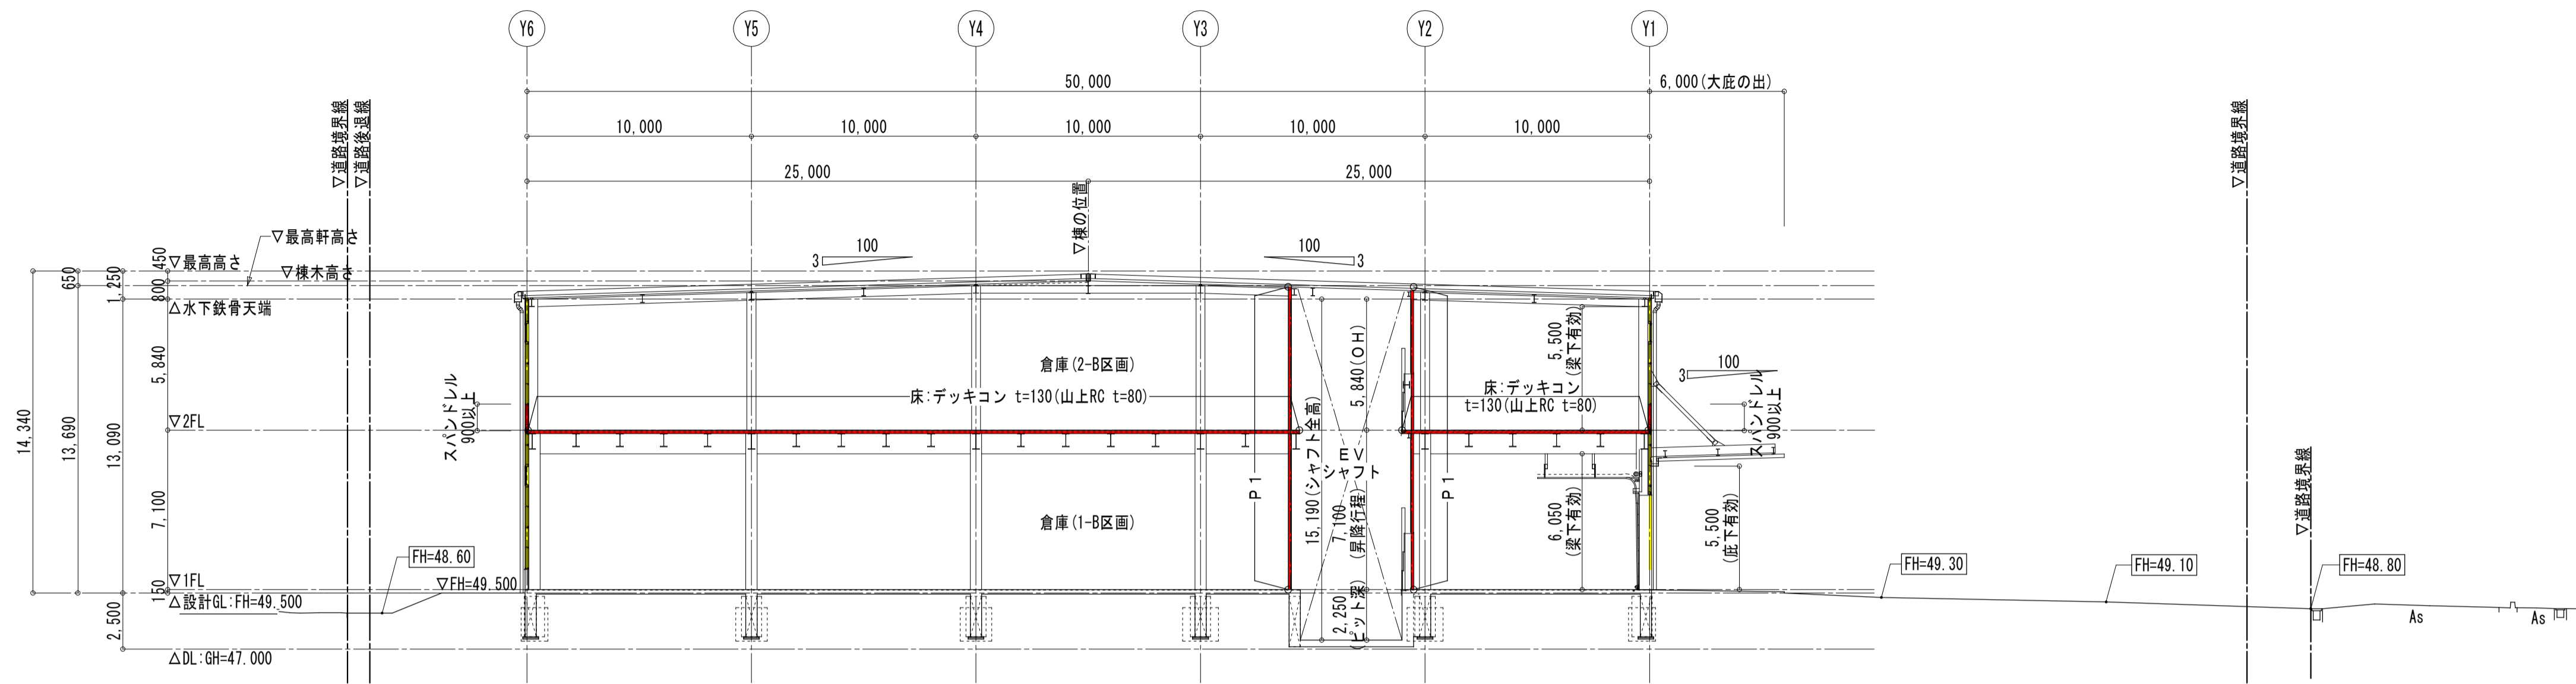 Y6
Y5
Y4
Y3
Y2
Y1
50,000
6,000(大庇の出)
10,000
10,000
10,000
10,000
10,000
25,000
25,000
▽道路境界線
▽道路後退線
▽棟の位置
▽道路境界線
▽道路境界線
▽最高軒高さ
▽最高高さ
▽棟木高さ
△水下鉄骨天端
450
800
1,250
650
5,840
7,100
150
14,340
13,690
13,090
2,500
▽2FL
▽1FL
△設計GL:FH=49.500
△DL:GH=47.000
FH=48.60
▽FH=49.500
スパンドレル
900以上
100
3
100
3
倉庫(2-B区画)
床:デッキコン t=130(山上RC t=80)
倉庫(1-B区画)
P1
15,190(シャフト全高)
5,840(OH)
EV
シャフト
7,100
(昇降行程)
2,250
(ピット深)
P1
5,500
(梁下有効)
床:デッキコン
t=130(山上RC t=80)
6,050
(梁下有効)
100
3
スパンドレル
900以上
5,500
(庇下有効)
FH=49.30
FH=49.10
FH=48.80
As
As